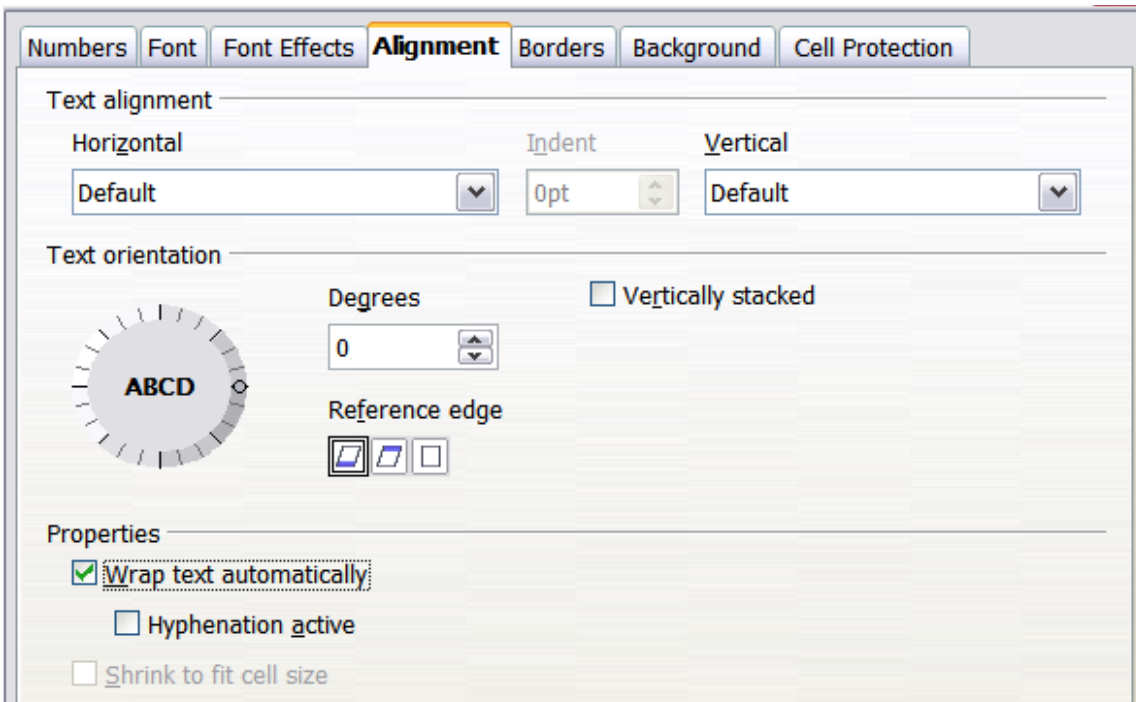 Numbers Font Font Effects Alignment Borders Background Cell Protection
Text alignment
Horizontal Indent Vertical
Default 0pt Default
Text orientation
Degrees Vertically stacked
0
ABCD
Reference edge
Properties
Wrap text automatically
Hyphenation active
Shrink to fit cell size